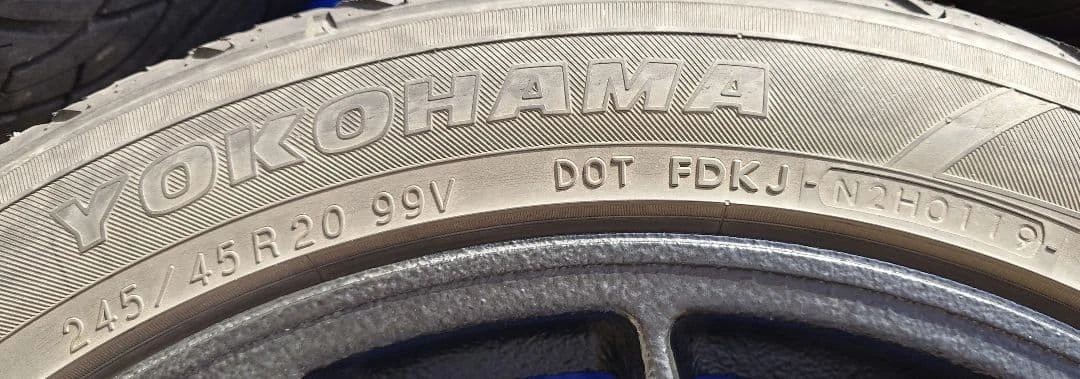 YOKOHAMA
245/45R20 99V DOT FDKJ-N2H0119-